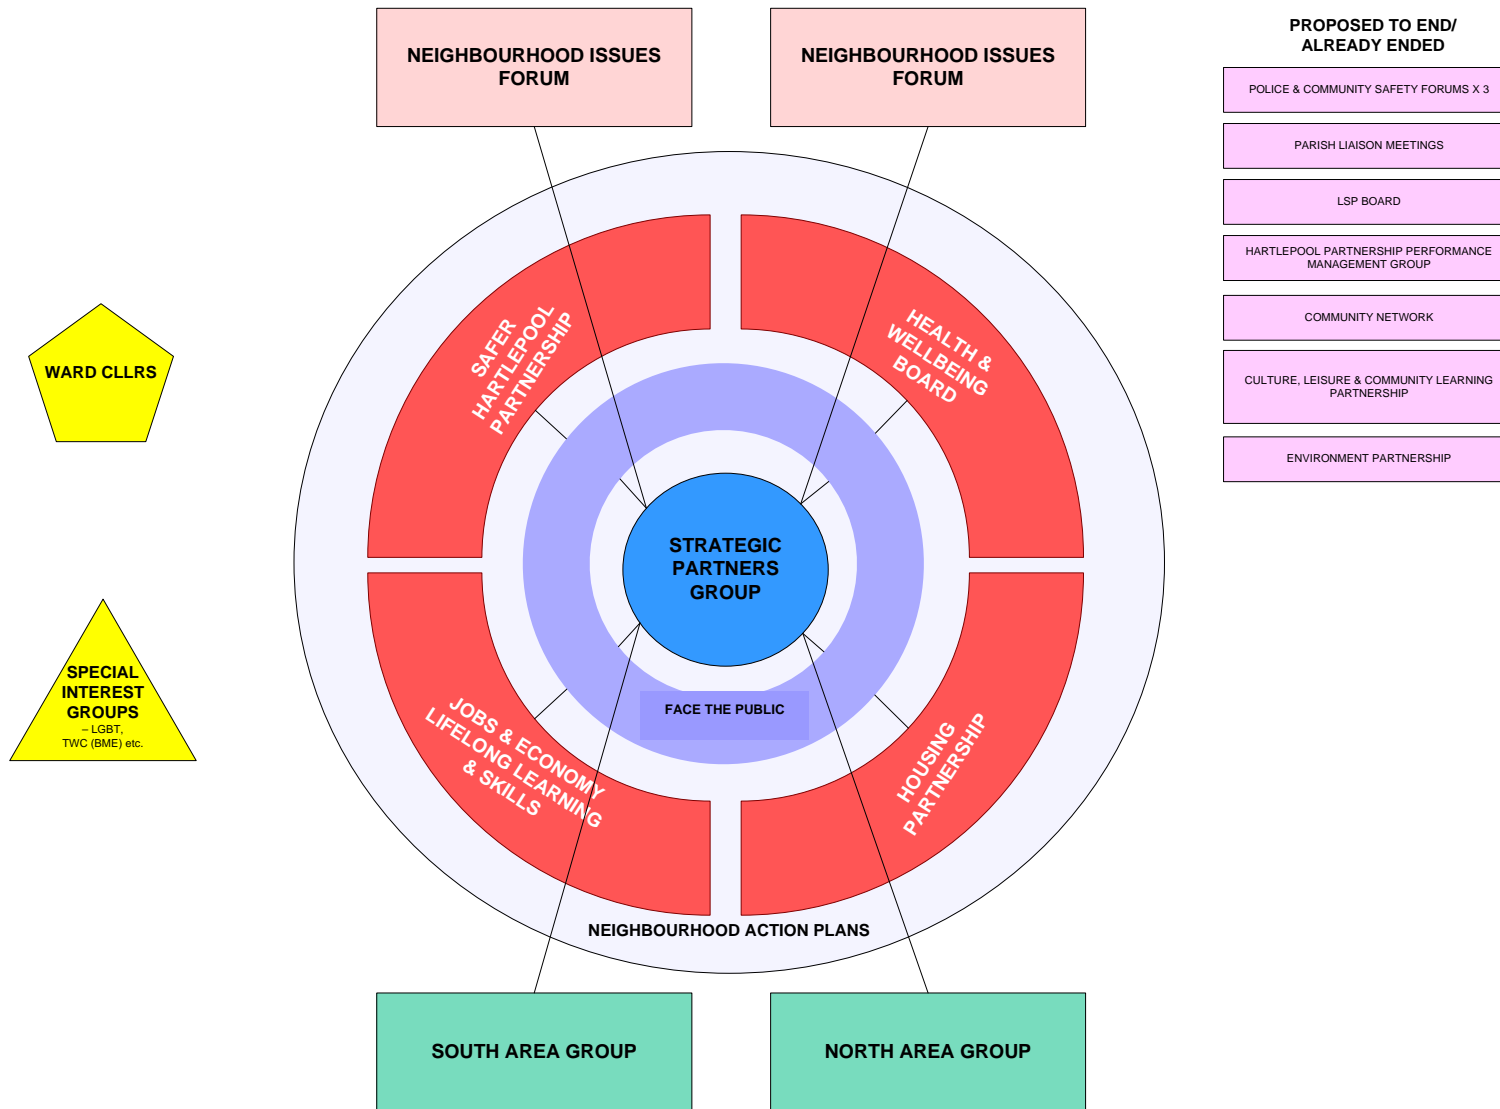 NEIGHBOURHOOD ISSUES
FORUM
NEIGHBOURHOOD ISSUES
FORUM
PROPOSED TO END/
ALREADY ENDED
POLICE & COMMUNITY SAFETY FORUMS X 3
PARISH LIAISON MEETINGS
LSP BOARD
HARTLEPOOL PARTNERSHIP PERFORMANCE
MANAGEMENT GROUP
COMMUNITY NETWORK
CULTURE, LEISURE & COMMUNITY LEARNING
PARTNERSHIP
ENVIRONMENT PARTNERSHIP
WARD CLLRS
SAFER
HARTLEPOOL
PARTNERSHIP
HEALTH &
WELLBEING
BOARD
STRATEGIC
PARTNERS
GROUP
SPECIAL
INTEREST
GROUPS
– LGBT,
TWC (BME) etc.
FACE THE PUBLIC
JOBS & ECONOMY
LIFELONG LEARNING
& SKILLS
HOUSING
PARTNERSHIP
NEIGHBOURHOOD ACTION PLANS
SOUTH AREA GROUP
NORTH AREA GROUP